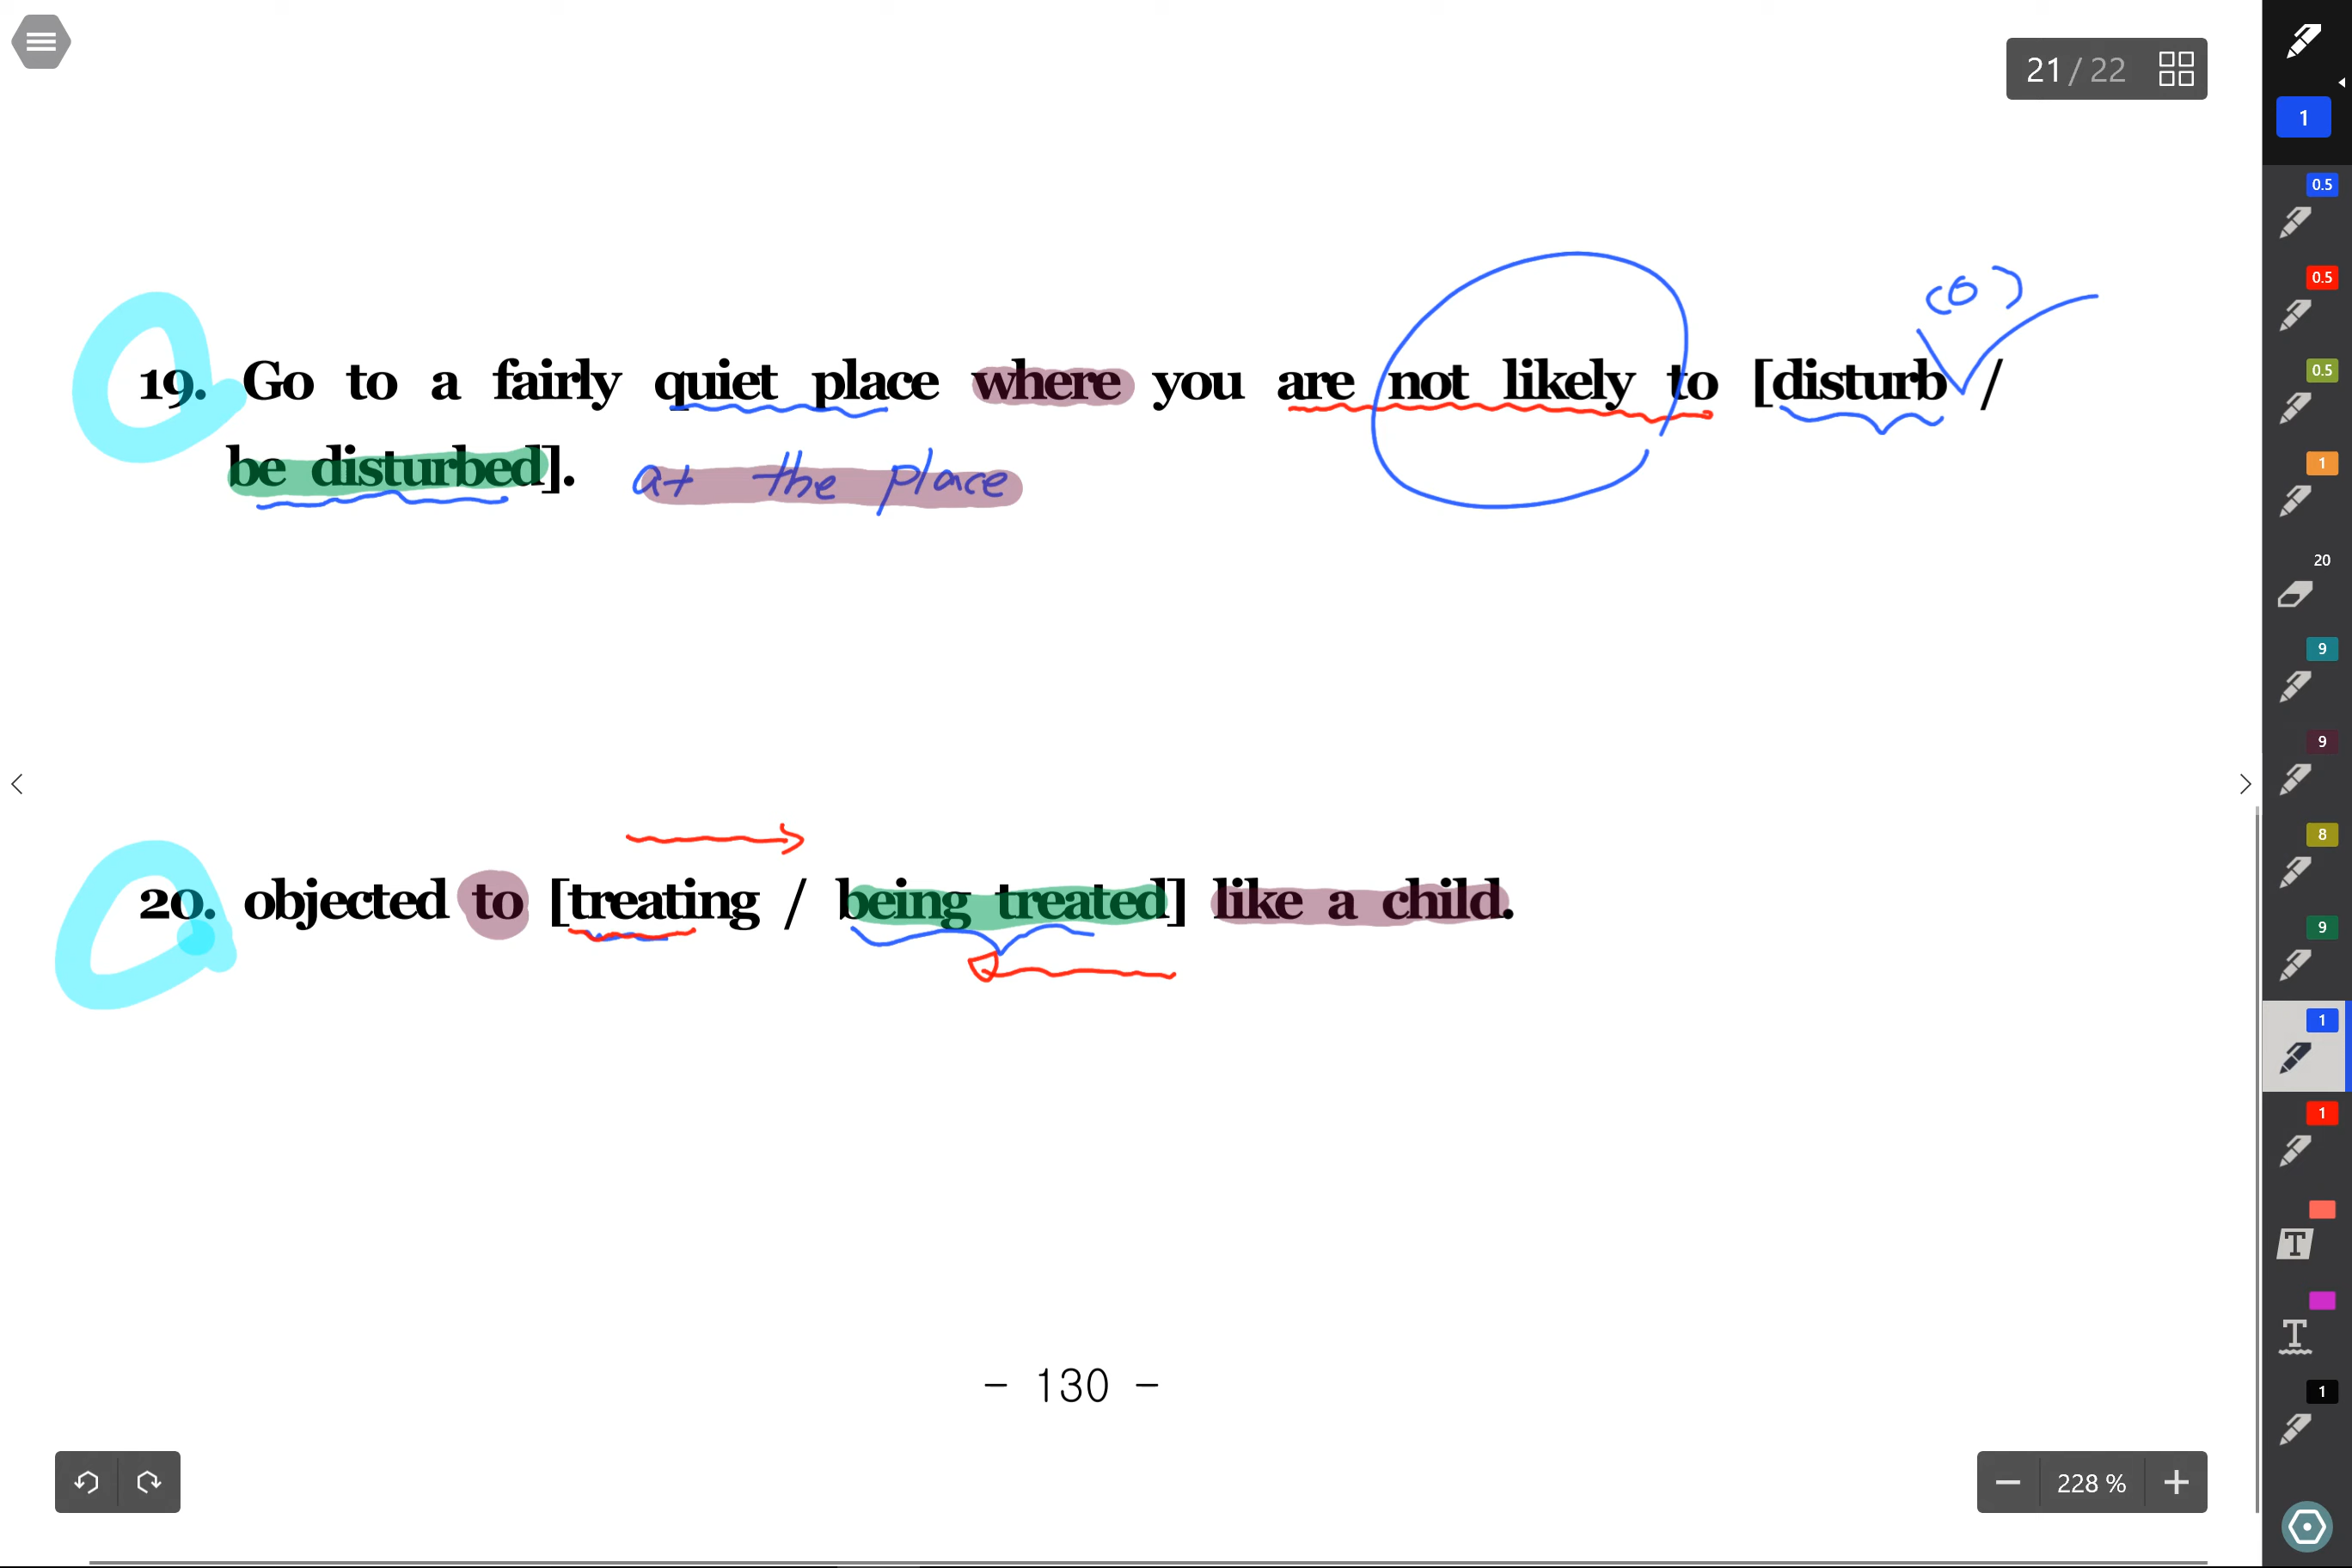 21 / 22
1
0.5
(o)
0.5
19. Go to a fairly quiet place where you are not likely to [disturb /
0.5
be disturbed]. at the place
1
20
9
9
8
20. objected to [treating / being treated] like a child.
9
1
1
T
T
- 130 -
1
228 %